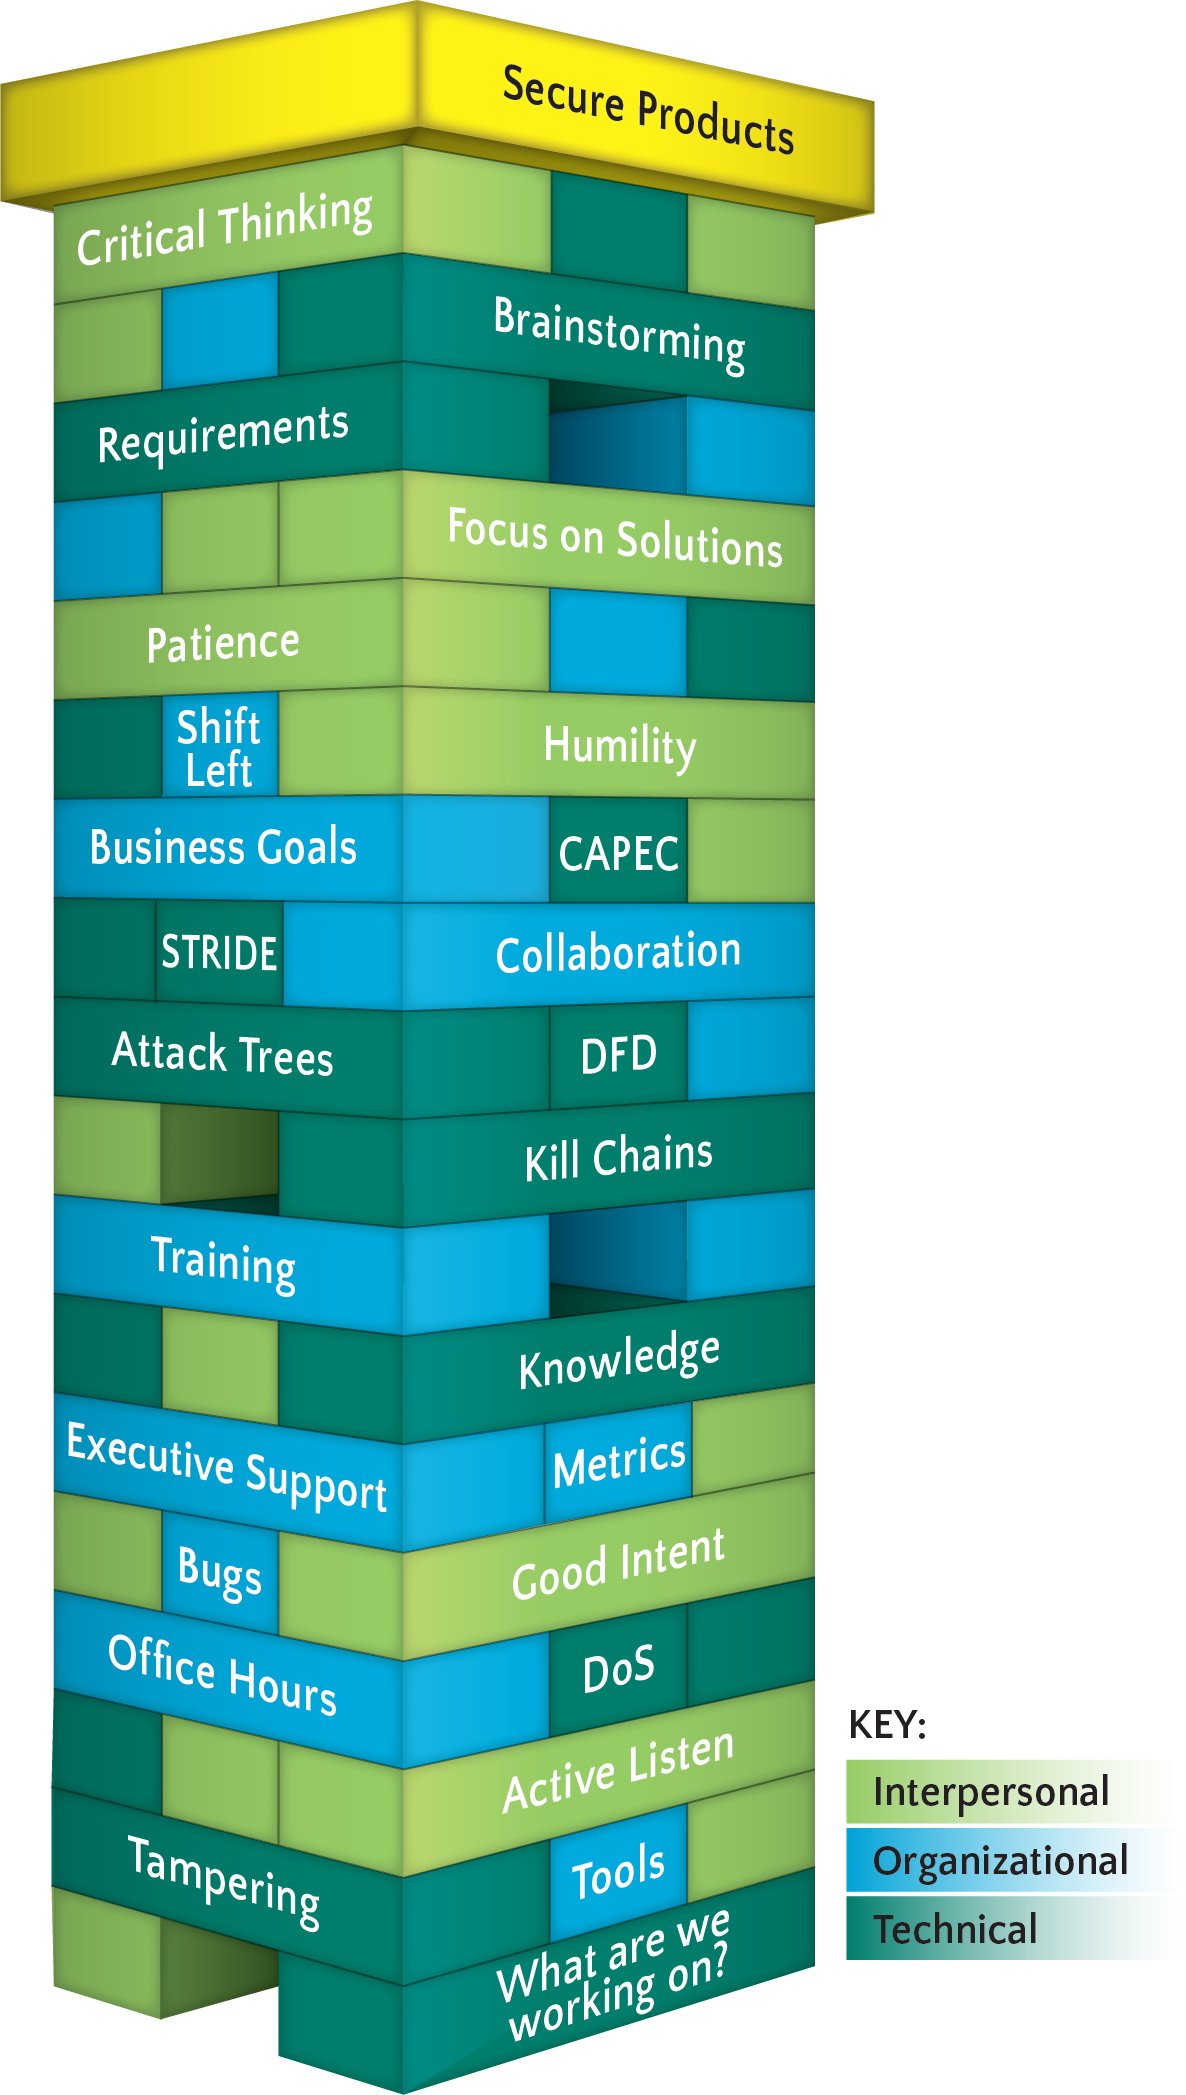 Secure Products
Critical Thinking
Brainstorming
Requirements
Focus on Solutions
Patience
Shift
Left
Humility
Business Goals
CAPEC
STRIDE
Collaboration
Attack Trees
DFD
Kill Chains
Training
Knowledge
Executive Support
Metrics
Bugs
Good Intent
Office Hours
DoS
Active Listen
Tampering
Tools
What are we
working on?
KEY:
Interpersonal
Organizational
Technical